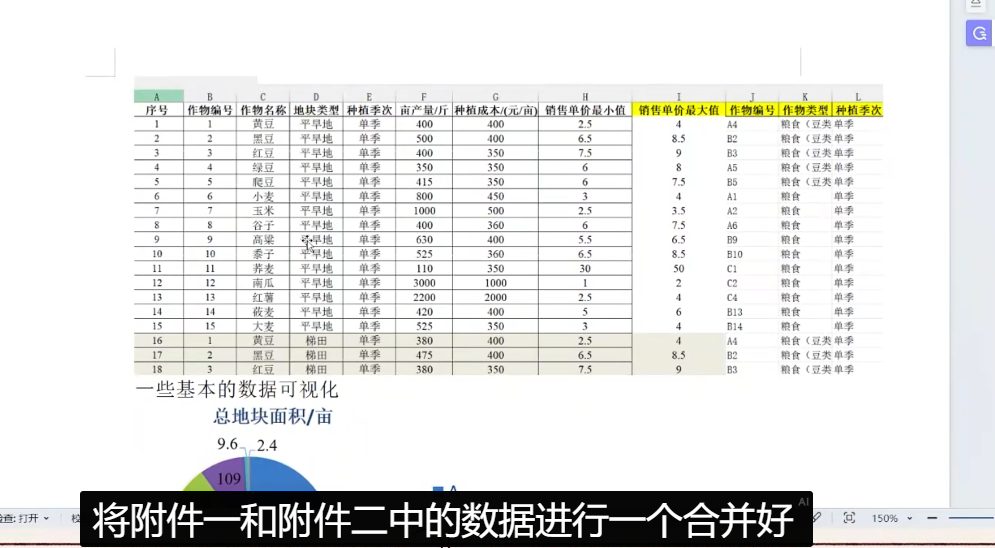 A B C D E F G H I J K L
序号 作物编号 作物名称 地块类型 种植季次 亩产量/斤 种植成本/(元/亩) 销售单价最小值 销售单价最大值 作物编号 作物类型 种植季次
1 1 黄豆 平旱地 单季 400 400 2.5 4 A4 粮食（豆类 单季
2 2 黑豆 平旱地 单季 500 400 6.5 8.5 B2 粮食（豆类 单季
3 3 红豆 平旱地 单季 400 350 7.5 9 B3 粮食（豆类 单季
4 4 绿豆 平旱地 单季 350 350 6 8 A5 粮食（豆类 单季
5 5 爬豆 平旱地 单季 415 350 6 7.5 B5 粮食（豆类 单季
6 6 小麦 平旱地 单季 800 450 3 4 A1 粮食 单季
7 7 玉米 平旱地 单季 1000 500 2.5 3.5 A2 粮食 单季
8 8 谷子 平旱地 单季 400 360 6 7.5 A6 粮食 单季
9 9 高粱 平旱地 单季 630 400 5.5 6.5 B9 粮食 单季
10 10 黍子 平旱地 单季 525 360 6.5 8.5 B10 粮食 单季
11 11 荞麦 平旱地 单季 110 350 30 50 C1 粮食 单季
12 12 南瓜 平旱地 单季 3000 1000 1 2 C2 粮食 单季
13 13 红薯 平旱地 单季 2200 2000 2.5 4 C4 粮食 单季
14 14 莜麦 平旱地 单季 420 400 5 6 B13 粮食 单季
15 15 大麦 平旱地 单季 525 350 3 4 B14 粮食 单季
16 1 黄豆 梯田 单季 380 400 2.5 4 A4 粮食（豆类 单季
17 2 黑豆 梯田 单季 475 400 6.5 8.5 B2 粮食（豆类 单季
18 3 红豆 梯田 单季 380 350 7.5 9 B3 粮食（豆类 单季
一些基本的数据可视化
总地块面积/亩
9.6 2.4
109
A
AI
将附件一和附件二中的数据进行一个合并好
查:打开 校 150%